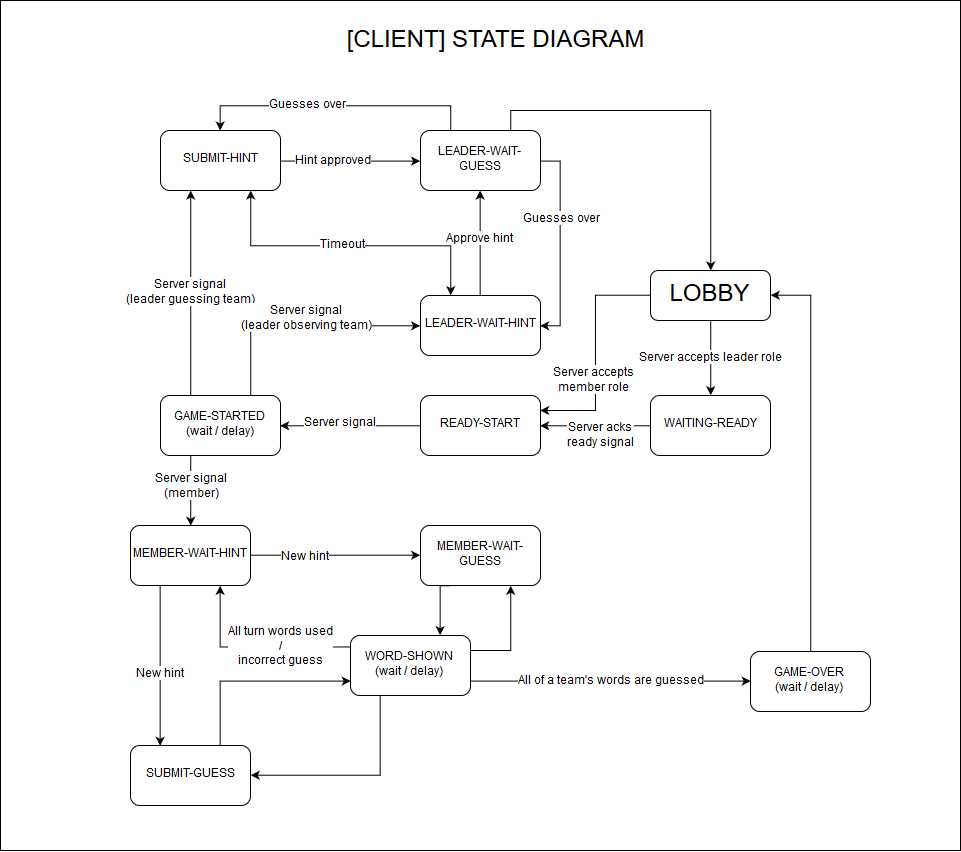 [CLIENT] STATE DIAGRAM
Guesses over
SUBMIT-HINT
Hint approved
LEADER-WAIT-
GUESS
Guesses over
Timeout
Approve hint
Server signal
(leader guessing team)
Server signal
(leader observing team)
LEADER-WAIT-HINT
LOBBY
Server accepts leader role
Server accepts
member role
GAME-STARTED
(wait / delay)
Server signal
READY-START
Server acks
ready signal
WAITING-READY
Server signal
(member)
MEMBER-WAIT-HINT
New hint
MEMBER-WAIT-
GUESS
All turn words used
/
incorrect guess
WORD-SHOWN
(wait / delay)
New hint
All of a team's words are guessed
GAME-OVER
(wait / delay)
SUBMIT-GUESS